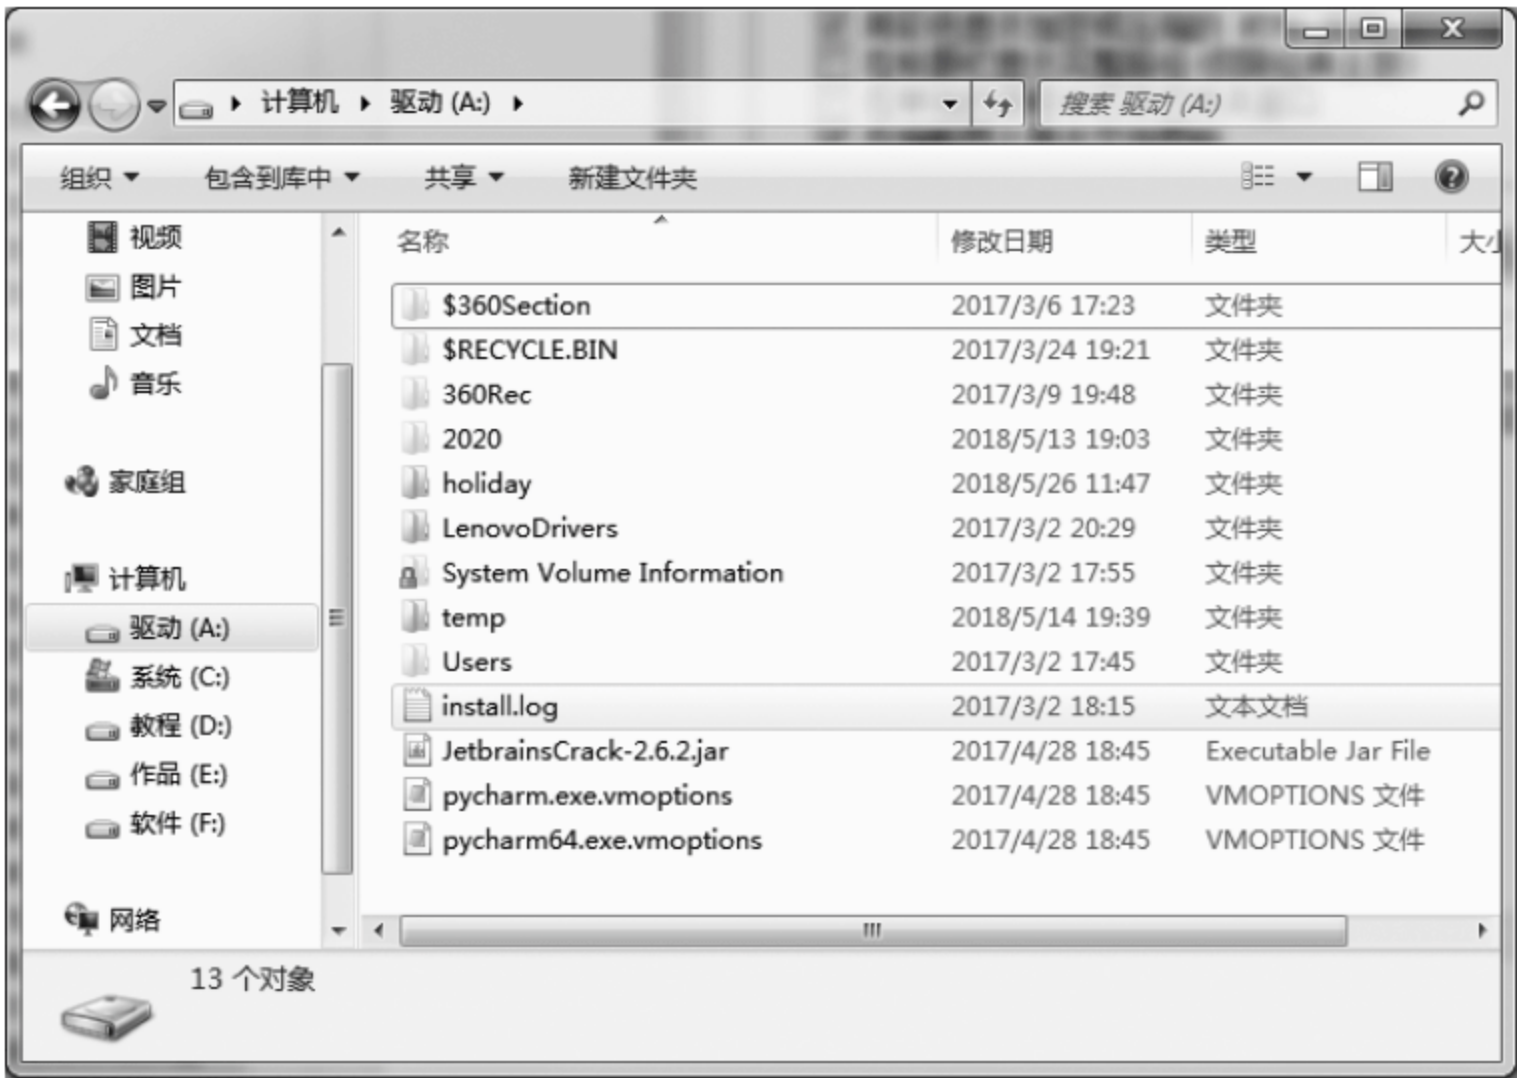 计算机 驱动 (A:)
搜索 驱动 (A:)
组织 包含到库中 共享 新建文件夹
视频
图片
文档
音乐
家庭组
计算机
驱动 (A:)
系统 (C:)
教程 (D:)
作品 (E:)
软件 (F:)
网络
名称 修改日期 类型 大小
$360Section 2017/3/6 17:23 文件夹
$RECYCLE.BIN 2017/3/24 19:21 文件夹
360Rec 2017/3/9 19:48 文件夹
2020 2018/5/13 19:03 文件夹
holiday 2018/5/26 11:47 文件夹
LenovoDrivers 2017/3/2 20:29 文件夹
System Volume Information 2017/3/2 17:55 文件夹
temp 2018/5/14 19:39 文件夹
Users 2017/3/2 17:45 文件夹
install.log 2017/3/2 18:15 文本文档
JetbrainsCrack-2.6.2.jar 2017/4/28 18:45 Executable Jar File
pycharm.exe.vmoptions 2017/4/28 18:45 VMOPTIONS 文件
pycharm64.exe.vmoptions 2017/4/28 18:45 VMOPTIONS 文件
13 个对象